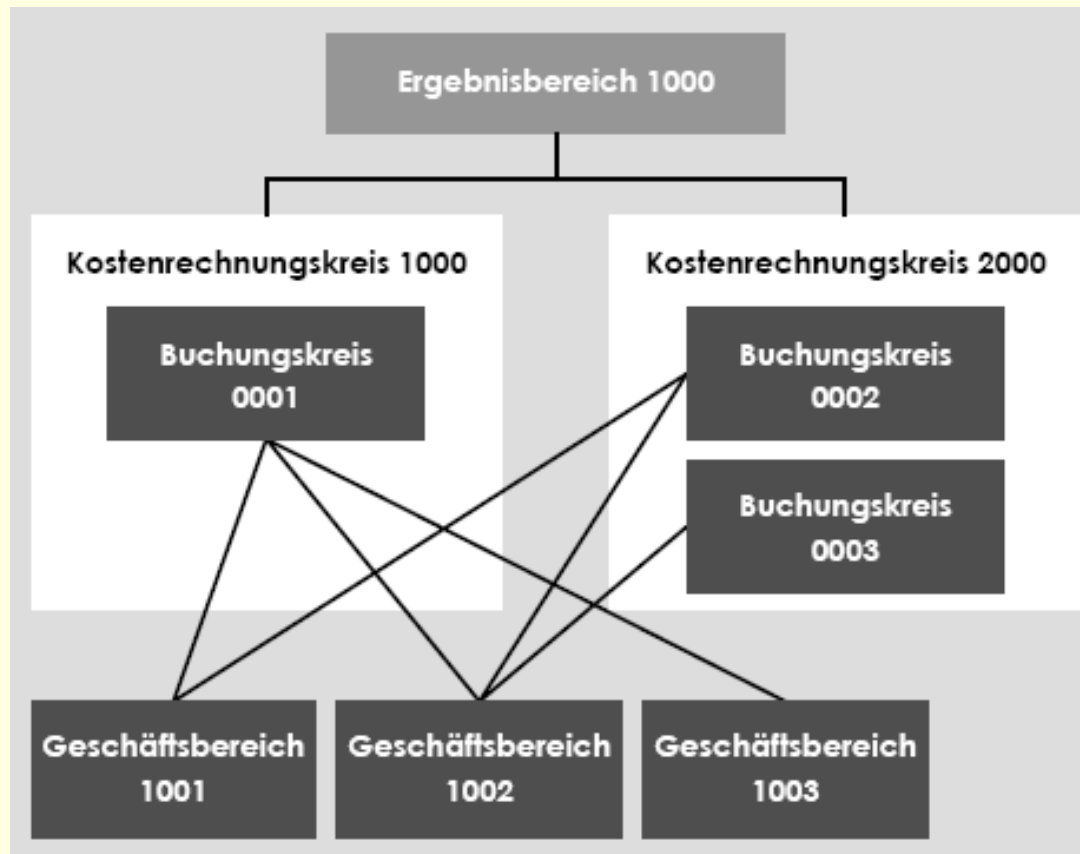 Ergebnisbereich 1000
Kostenrechnungskreis 1000
Buchungskreis
0001
Kostenrechnungskreis 2000
Buchungskreis
0002
Buchungskreis
0003
Geschäftsbereich
1001
Geschäftsbereich
1002
Geschäftsbereich
1003